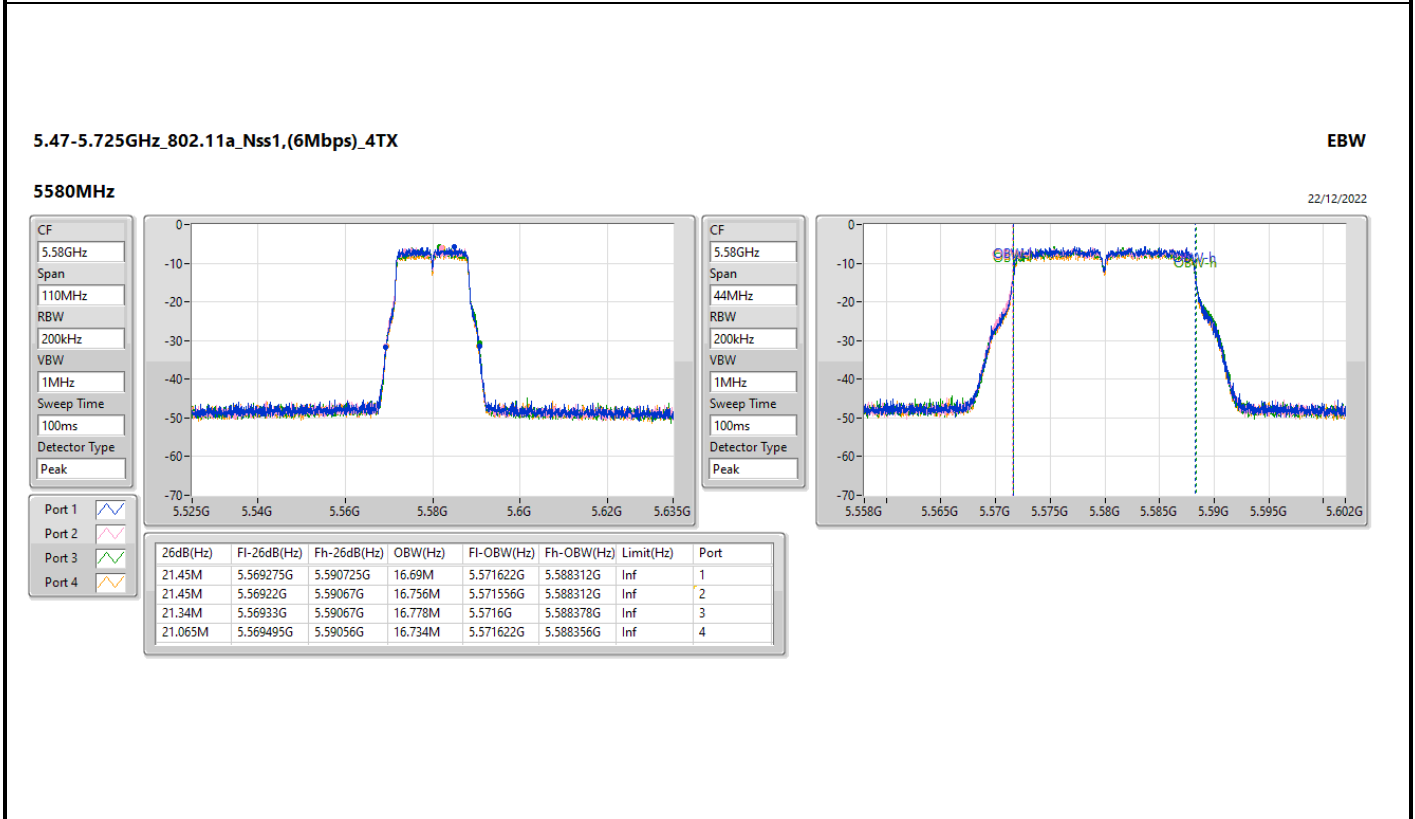 5.47-5.725GHz_802.11a_Nss1,(6Mbps)_4TX
EBW
5580MHz
22/12/2022
CF
5.58GHz
Span
110MHz
RBW
200kHz
VBW
1MHz
Sweep Time
100ms
Detector Type
Peak
0
-10
-20
-30
-40
-50
-60
-70
5.525G 5.54G 5.56G 5.58G 5.6G 5.62G 5.635G
CF
5.58GHz
Span
44MHz
RBW
200kHz
VBW
1MHz
Sweep Time
100ms
Detector Type
Peak
0
-10
-20
-30
-40
-50
-60
-70
OBW-h
5.558G 5.565G 5.57G 5.575G 5.58G 5.585G 5.59G 5.595G 5.602G
Port 1
Port 2
Port 3
Port 4
26dB(Hz) Fl-26dB(Hz) Fh-26dB(Hz) OBW(Hz) Fl-OBW(Hz) Fh-OBW(Hz) Limit(Hz) Port
21.45M 5.569275G 5.590725G 16.69M 5.571622G 5.588312G Inf 1
21.45M 5.56922G 5.59067G 16.756M 5.571556G 5.588312G Inf 2
21.34M 5.56933G 5.59067G 16.778M 5.5716G 5.588378G Inf 3
21.065M 5.569495G 5.59056G 16.734M 5.571622G 5.588356G Inf 4